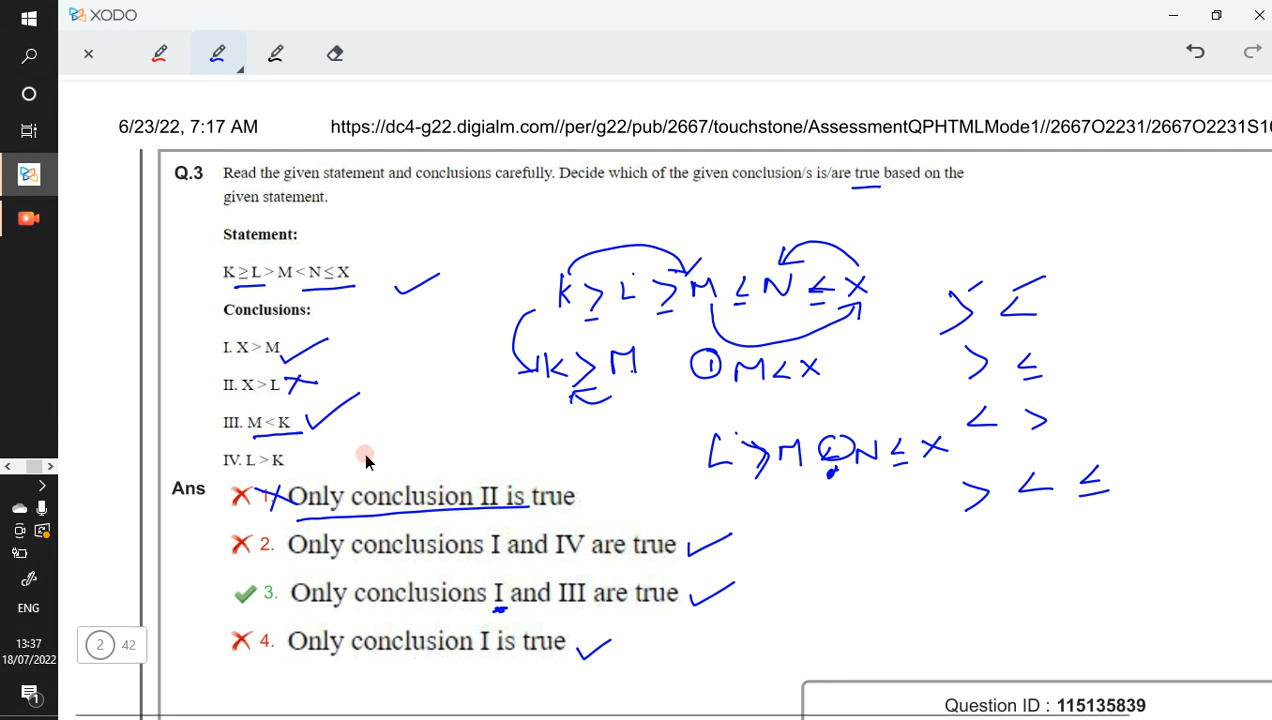 XODO
6/23/22, 7:17 AM https://dc4-g22.digialm.com//per/g22/pub/2667/touchstone/AssessmentQPHTMLMode1//2667O2231/2667O2231S1
Q.3 Read the given statement and conclusions carefully. Decide which of the given conclusion/s is/are true based on the
given statement.
Statement:
K ≥ L > M < N ≤ X
K ≥ L ≥ M ≤ N ≤ X
> <
Conclusions:
I. X > M
K ≥ M ① M < X
> ≤
II. X > L
III. M < K
< >
L > M < N ≤ X
IV. L > K
> < ≤
Ans
1. Only conclusion II is true
2. Only conclusions I and IV are true
3. Only conclusions I and III are true
4. Only conclusion I is true
ENG
13:37
18/07/2022
2 42
1
Question ID : 115135839